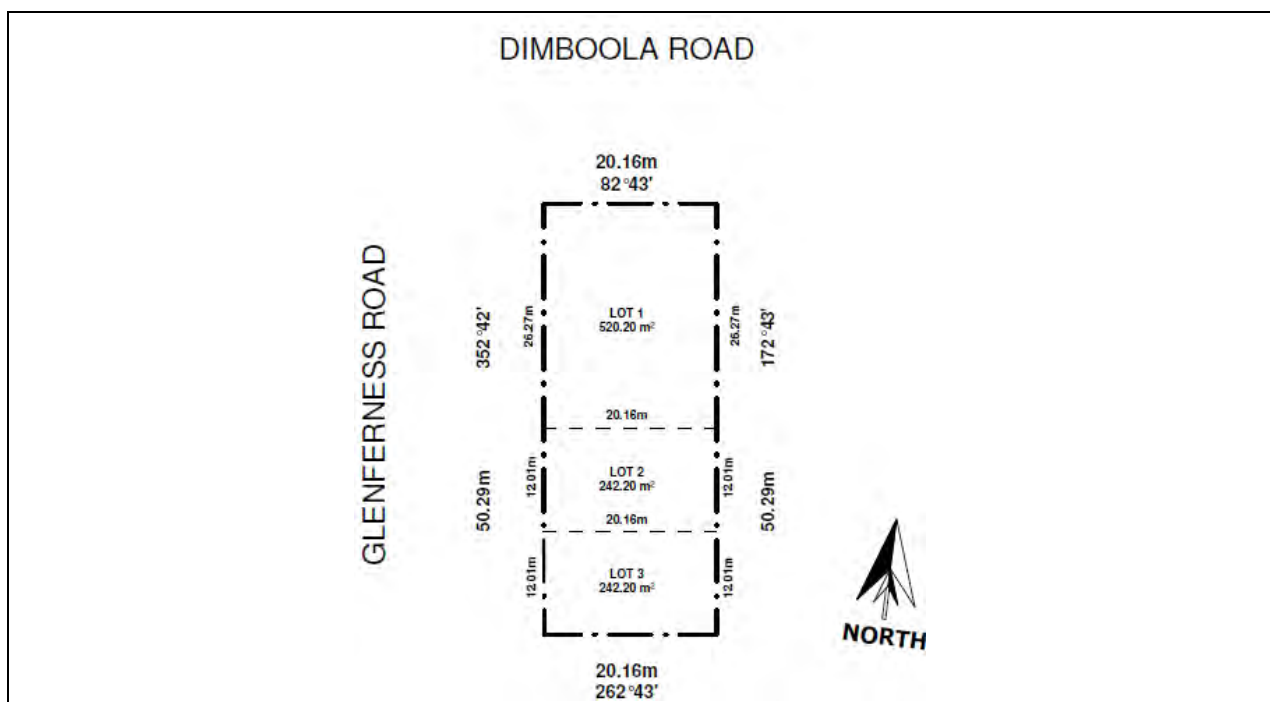 DIMBOOLA ROAD
20.16m
82°43'
GLENFERNESS ROAD
352°42'
26.27m
LOT 1
520.20 m²
26.27m
172°43'
20.16m
50.29m
12.01m
LOT 2
242.20 m²
12.01m
50.29m
20.16m
12.01m
LOT 3
242.20 m²
12.01m
NORTH
20.16m
262°43'